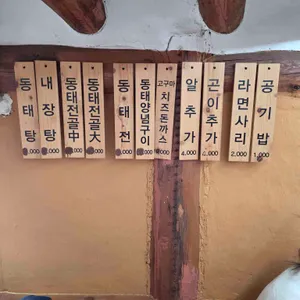 동태탕
내장탕
동태전골中
동태전골大
동태전
동태양념구이
고구마치즈돈까스
알추가 4,000
곤이추가
라면사리 2,000
공기밥 1,000